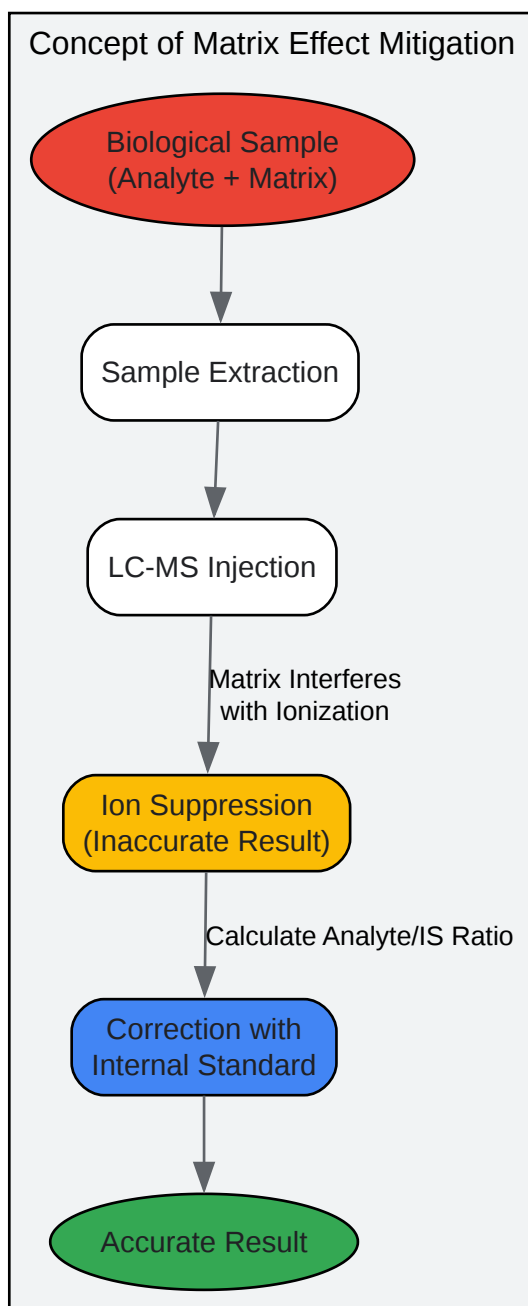 Concept of Matrix Effect Mitigation
Biological Sample
(Analyte + Matrix)
Sample Extraction
LC-MS Injection
Matrix Interferes
with Ionization
Ion Suppression
(Inaccurate Result)
Calculate Analyte/IS Ratio
Correction with
Internal Standard
Accurate Result